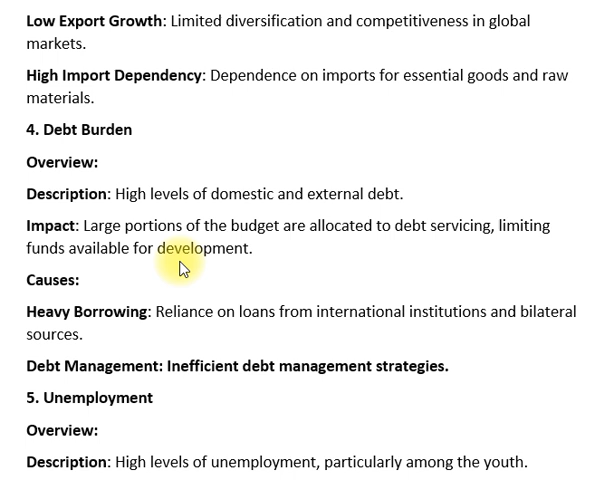 Low Export Growth: Limited diversification and competitiveness in global
markets.
High Import Dependency: Dependence on imports for essential goods and raw
materials.
4. Debt Burden
Overview:
Description: High levels of domestic and external debt.
Impact: Large portions of the budget are allocated to debt servicing, limiting
funds available for development.
Causes:
Heavy Borrowing: Reliance on loans from international institutions and bilateral
sources.
Debt Management: Inefficient debt management strategies.
5. Unemployment
Overview:
Description: High levels of unemployment, particularly among the youth.